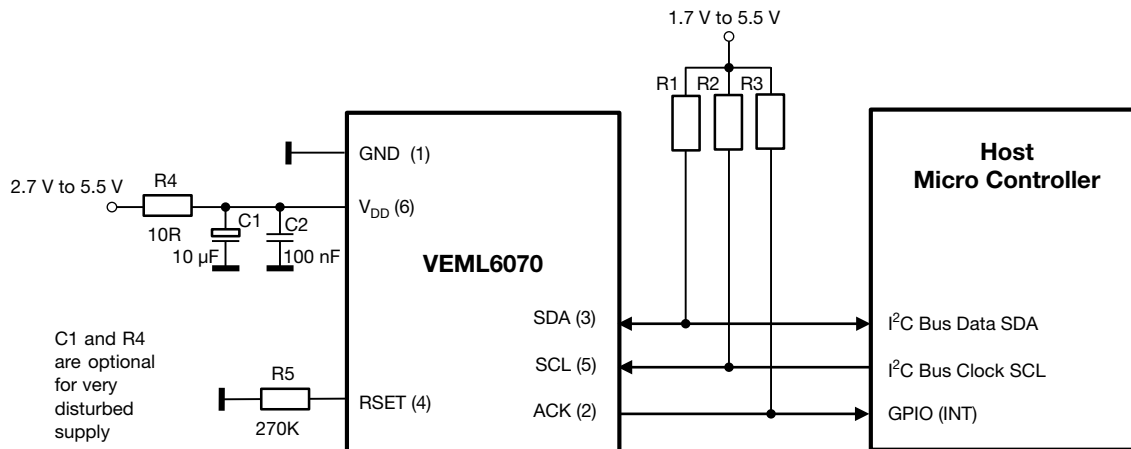 1.7 V to 5.5 V
R1
R2
R3
GND (1)
Host
Micro Controller
2.7 V to 5.5 V
R4
V_DD (6)
C1
C2
10R
10 µF
100 nF
VEML6070
SDA (3)
I²C Bus Data SDA
C1 and R4
are optional
for very
disturbed
supply
SCL (5)
I²C Bus Clock SCL
R5
RSET (4)
ACK (2)
GPIO (INT)
270K